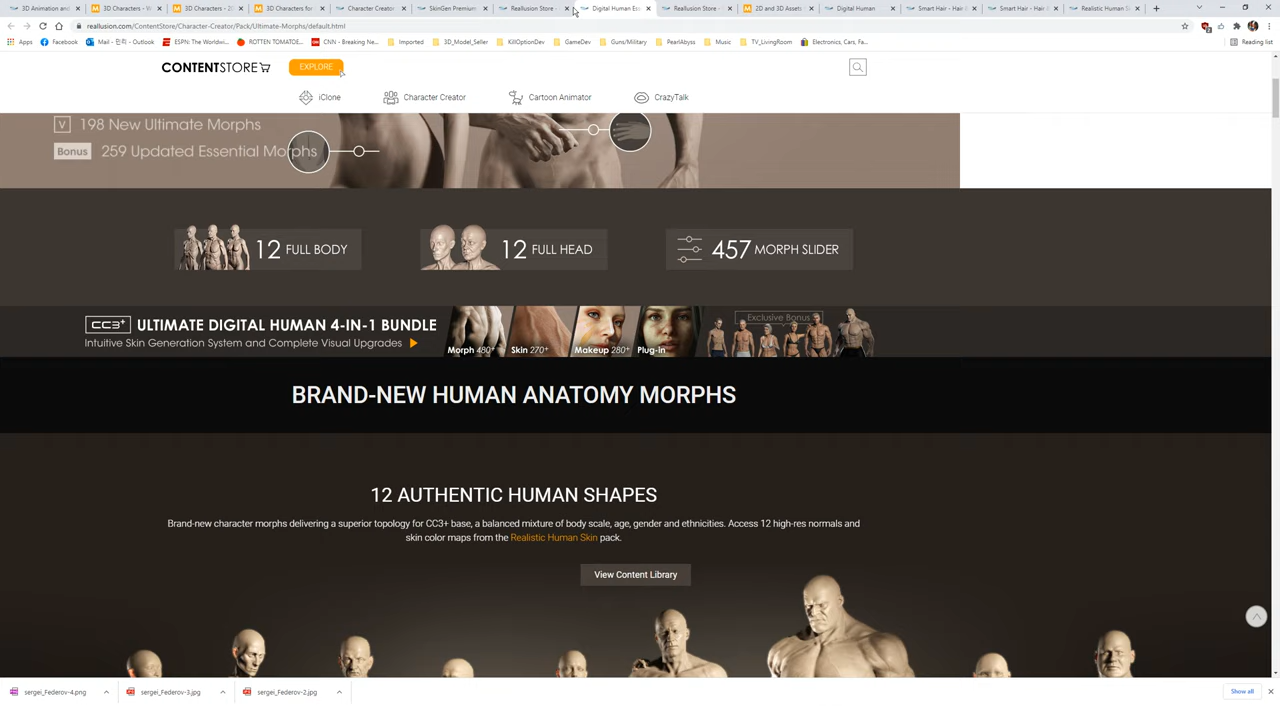 3D Animation and
3D Characters - W
3D Characters - 2D
3D Characters for
Character Creator
SkinGen Premium
Reallusion Store -
Digital Human Ess
Reallusion Store -
2D and 3D Assets
Digital Human
Smart Hair - Hair
Smart Hair - Hair
Realistic Human S
reallusion.com/ContentStore/Character-Creator/Pack/Ultimate-Morphs/default.html
Apps
Facebook
Mail - 민희 - Outlook
ESPN: The Worldwi...
ROTTEN TOMATOE...
CNN - Breaking Ne...
Imported
3D_Model_Seller
KillOptionDev
GameDev
Guns/Military
PearlAbyss
Music
TV_LivingRoom
Electronics, Cars, Fa...
Reading list
CONTENTSTORE
EXPLORE
iClone
Character Creator
Cartoon Animator
CrazyTalk
V 198 New Ultimate Morphs
Bonus 259 Updated Essential Morphs
12 FULL BODY
12 FULL HEAD
457 MORPH SLIDER
CC3+ ULTIMATE DIGITAL HUMAN 4-IN-1 BUNDLE
Intuitive Skin Generation System and Complete Visual Upgrades
Morph 480+
Skin 270+
Makeup 280+
Plug-in
Exclusive Bonus
BRAND-NEW HUMAN ANATOMY MORPHS
12 AUTHENTIC HUMAN SHAPES
Brand-new character morphs delivering a superior topology for CC3+ base, a balanced mixture of body scale, age, gender and ethnicities. Access 12 high-res normals and
skin color maps from the Realistic Human Skin pack.
View Content Library
sergei_Federov-4.png
sergei_Federov-3.jpg
sergei_Federov-2.jpg
Show all